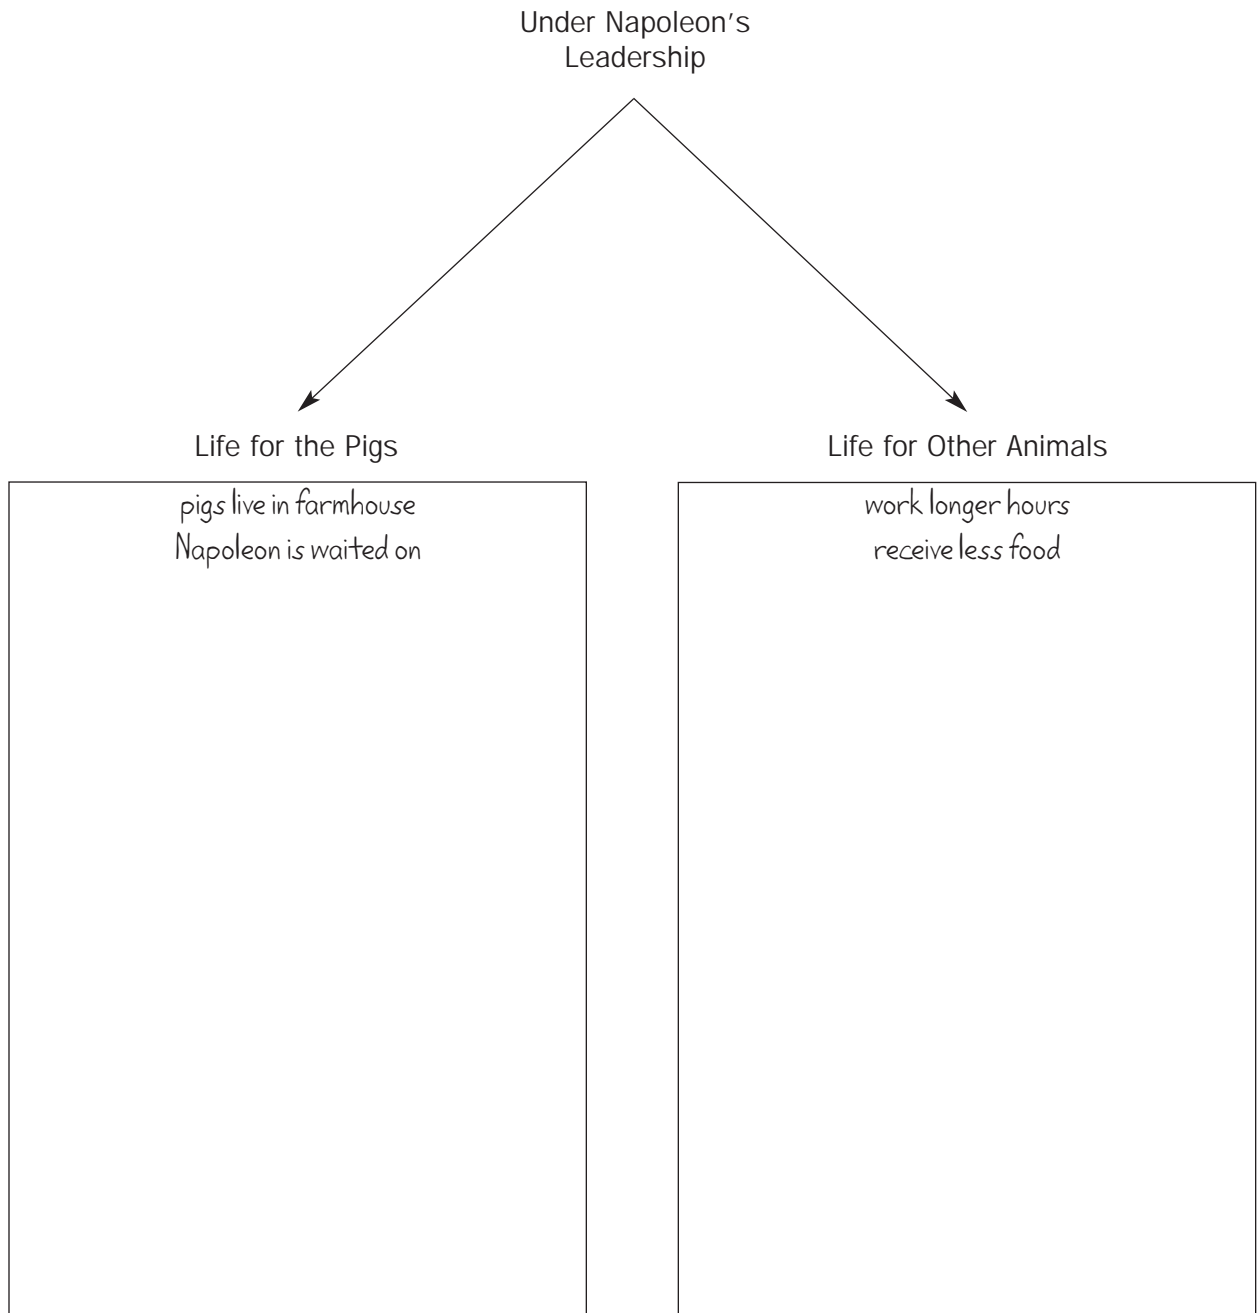 Under Napoleon's
Leadership
Life for the Pigs
pigs live in farmhouse
Napoleon is waited on
Life for Other Animals
work longer hours
receive less food